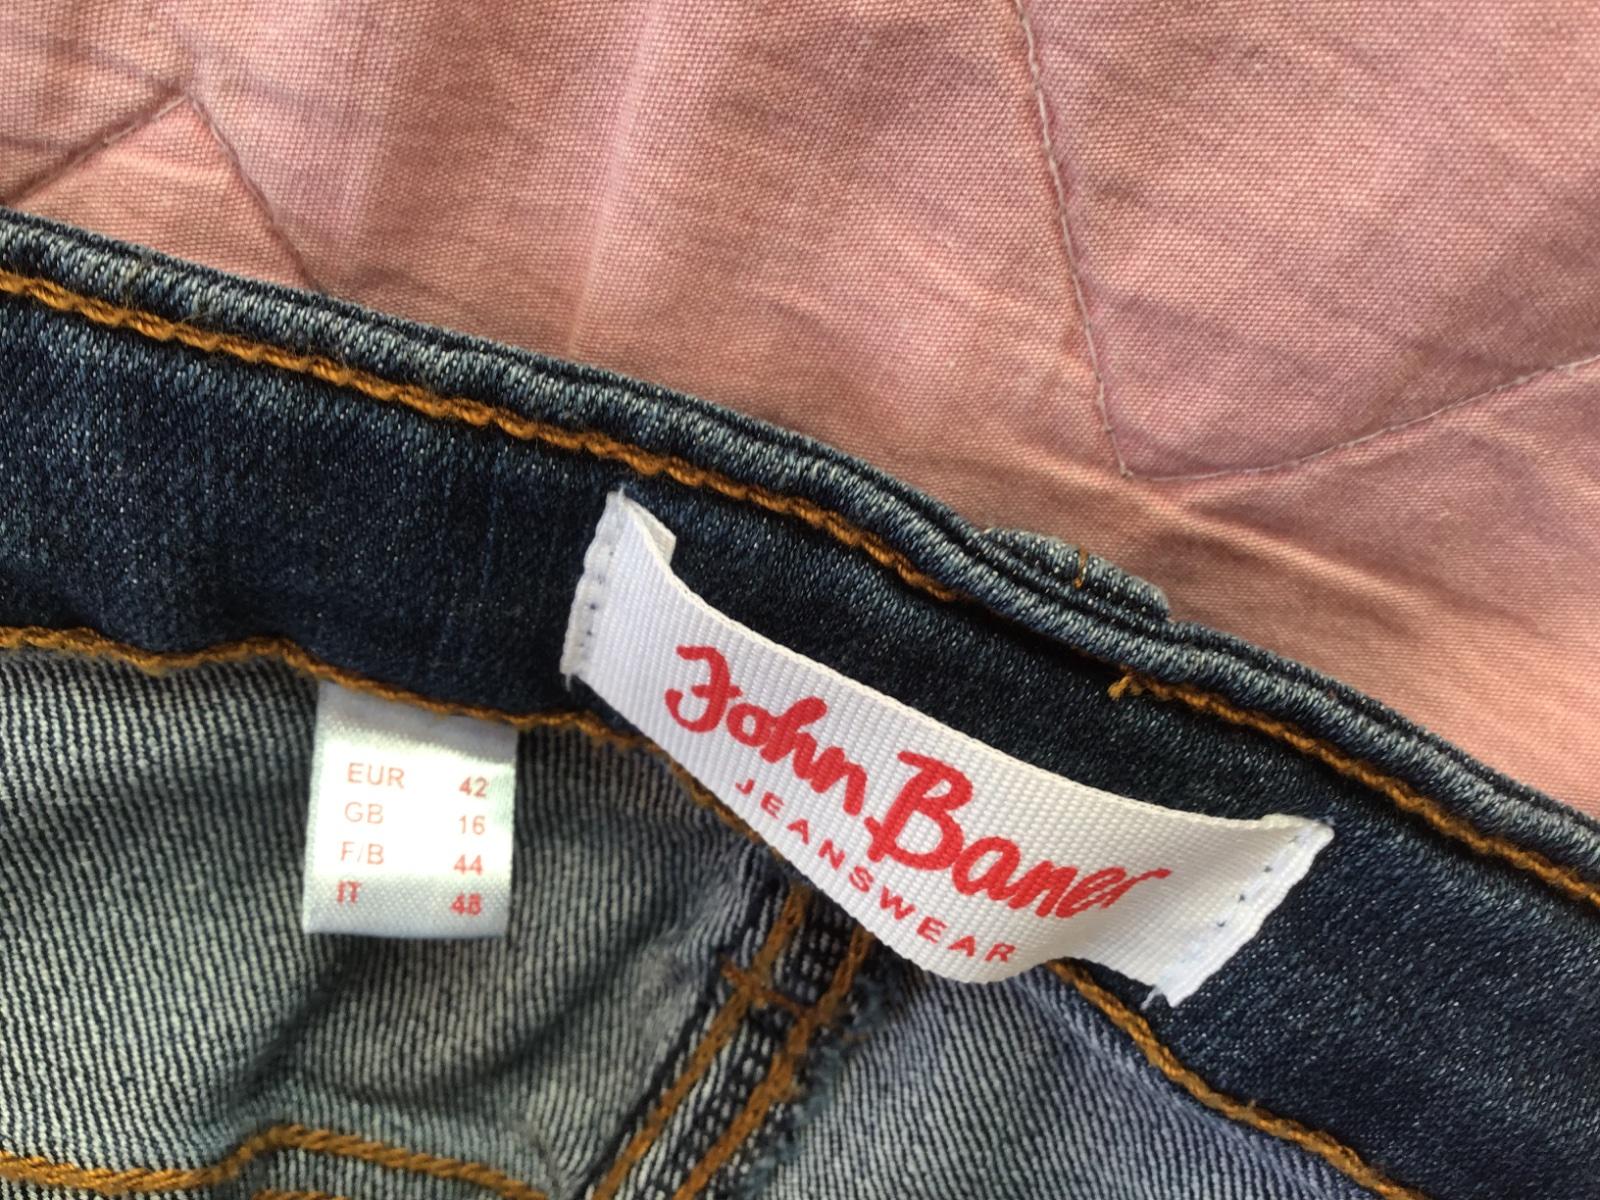 John Baner
JEANSWEAR
EUR 42
GB 16
F/B 44
IT 48